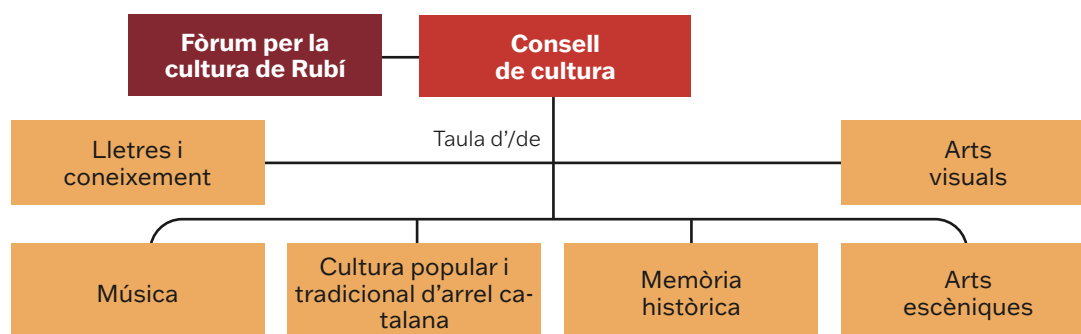 Fòrum per la
cultura de Rubí
Consell
de cultura
Taula d'/de
Lletres i
coneixement
Arts
visuals
Música
Cultura popular i
tradicional d'arrel ca-
talana
Memòria
històrica
Arts
escèniques